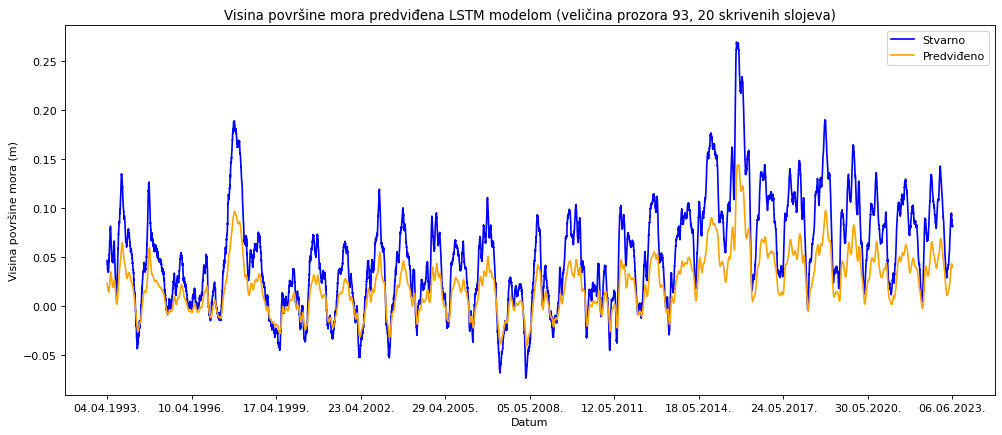 Visina površine mora predviđena LSTM modelom (veličina prozora 93, 20 skrivenih slojeva)
Stvarno
Predviđeno
Visina površine mora (m)
0.25
0.20
0.15
0.10
0.05
0.00
−0.05
04.04.1993. 10.04.1996. 17.04.1999. 23.04.2002. 29.04.2005. 05.05.2008. 12.05.2011. 18.05.2014. 24.05.2017. 30.05.2020. 06.06.2023.
Datum